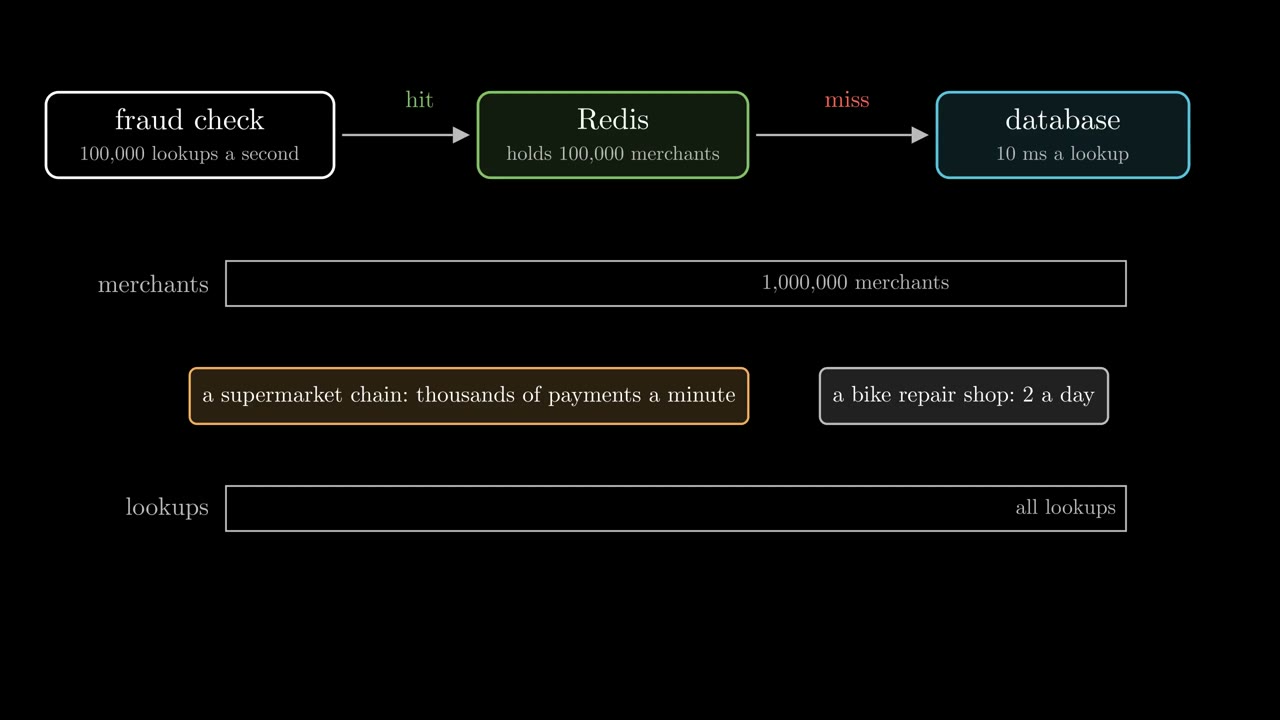 hit
miss
fraud check
100,000 lookups a second
Redis
holds 100,000 merchants
database
10 ms a lookup
merchants
1,000,000 merchants
a supermarket chain: thousands of payments a minute
a bike repair shop: 2 a day
lookups
all lookups